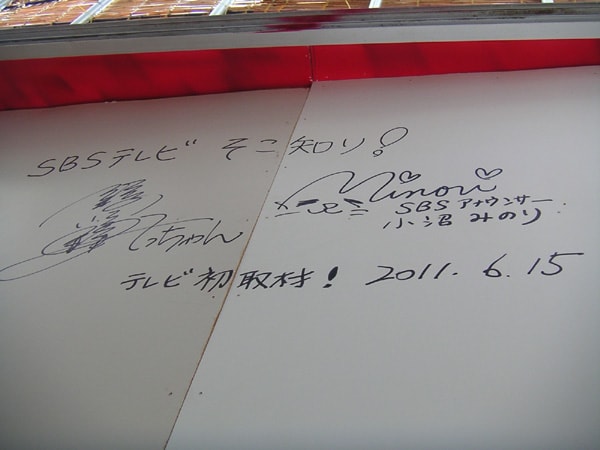 SBSテレビ そこ知り!
Minori
SBSアナウンサー
っちゃん
小沼 みのり
テレビ初取材! 2011.6.15